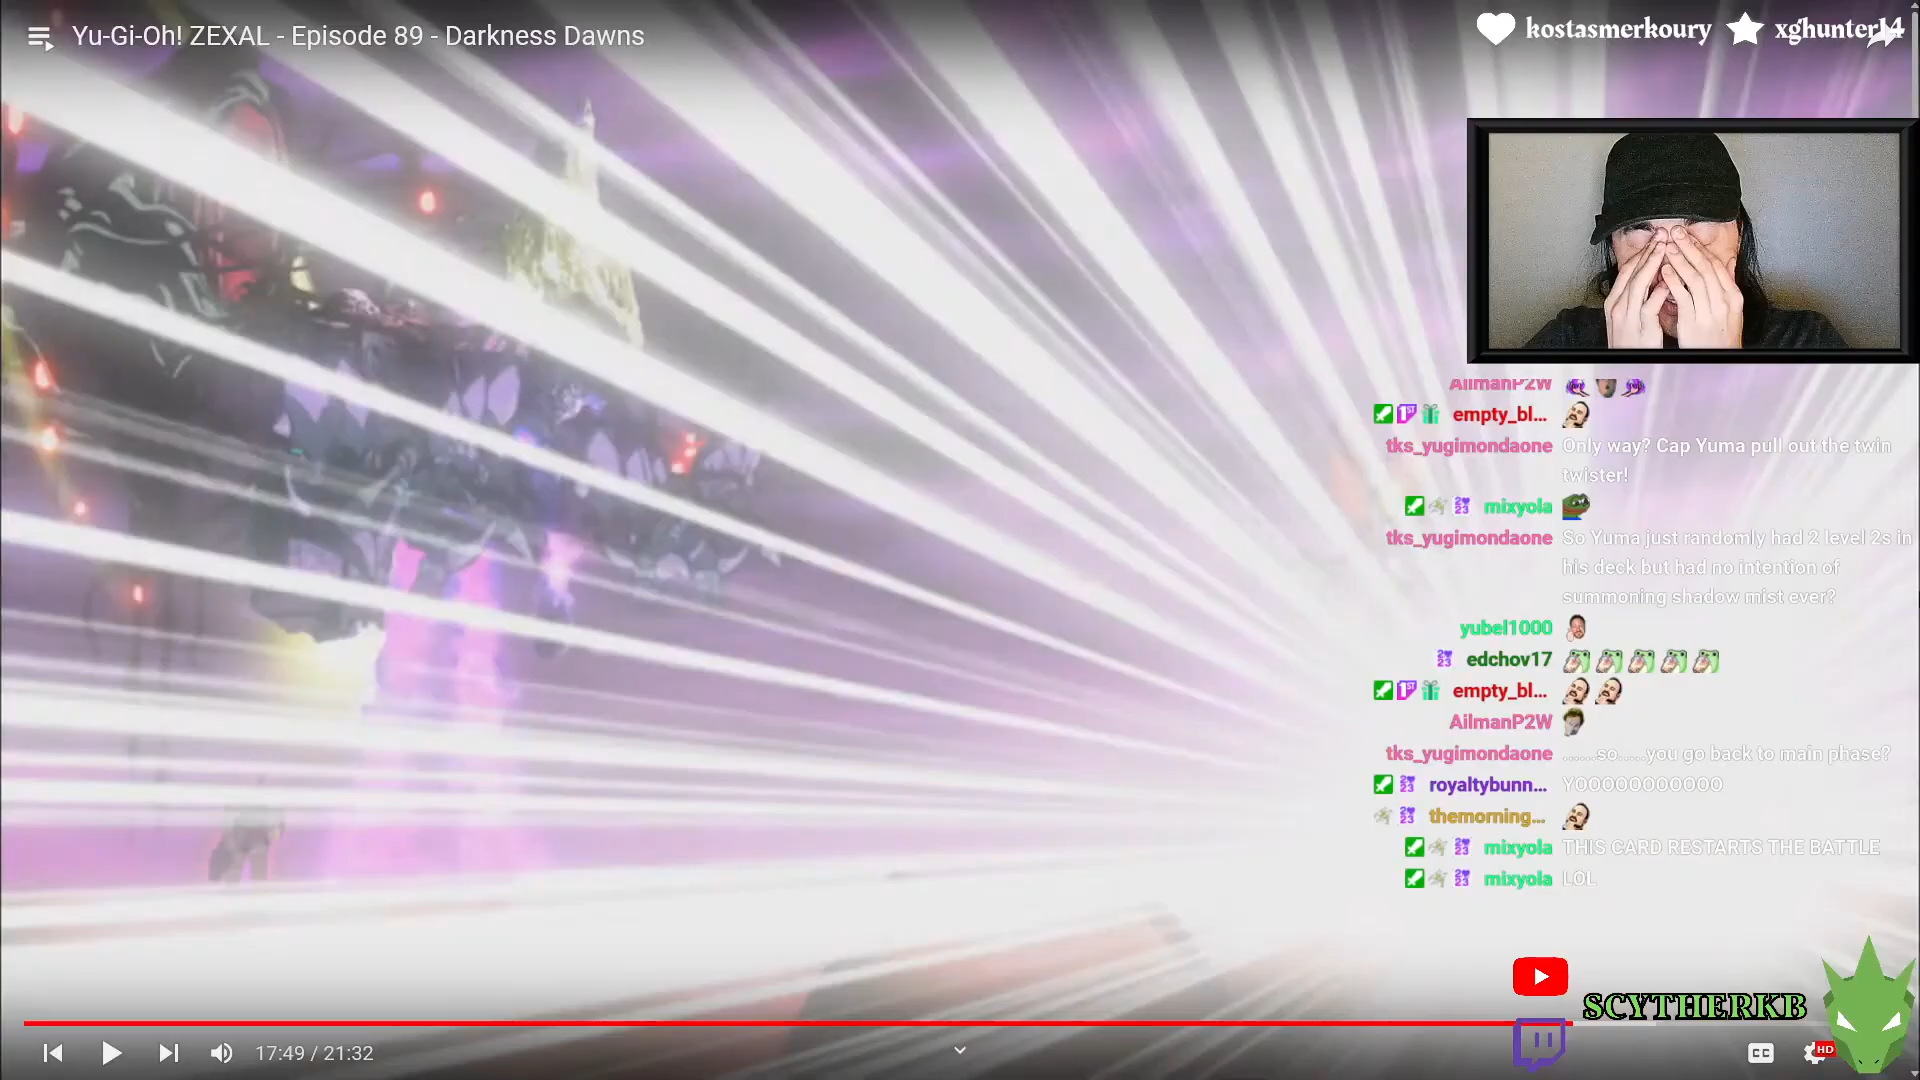 Yu-Gi-Oh! ZEXAL - Episode 89 - Darkness Dawns
kostasmerkoury xghunter14
AilmanP2W
empty_bl...
tks_yugimondaone Only way? Cap Yuma pull out the twin
twister!
mixyola
tks_yugimondaone So Yuma just randomly had 2 level 2s in
his deck but had no intention of
summoning shadow mist ever?
yubel1000
edchov17
empty_bl...
AilmanP2W
tks_yugimondaone ......so.....you go back to main phase?
royaltybunn... YOOOOOOOOOOO
themorning...
mixyola THIS CARD RESTARTS THE BATTLE
mixyola LOL
SCYTHERKB
17:49 / 21:32
CC
HD